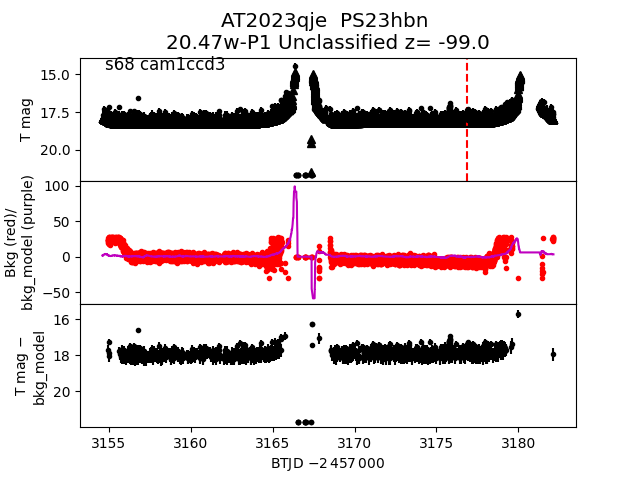 AT2023qje  PS23hbn
20.47w-P1 Unclassified z= -99.0
s68 cam1ccd3
T mag
15.0
17.5
20.0
Bkg (red)/
bkg_model (purple)
100
50
0
−50
T mag −
bkg_model
16
18
20
3155 3160 3165 3170 3175 3180
BTJD −2 457 000